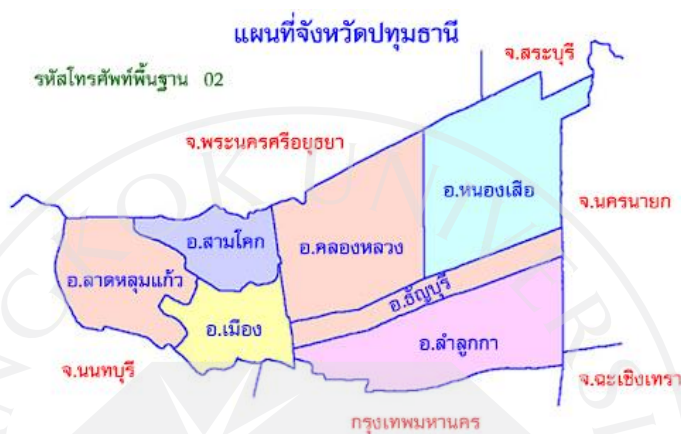 แผนที่จังหวัดปทุมธานี
จ.สระบุรี
รหัสโทรศัพท์พื้นฐาน 02
จ.พระนครศรีอยุธยา
อ.หนองเสือ
จ.นครนายก
อ.สามโคก
อ.คลองหลวง
อ.ลาดหลุมแก้ว
อ.ธัญบุรี
อ.เมือง
อ.ลำลูกกา
จ.นนทบุรี
จ.ฉะเชิงเทรา
กรุงเทพมหานคร